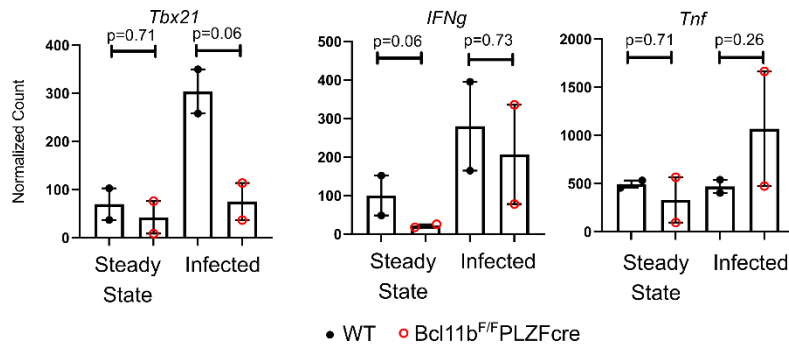 Tbx21
p=0.71 p=0.06
Normalized Count
400
300
200
100
0
Steady State Infected
IFNg
p=0.06 p=0.73
500
400
300
200
100
0
Steady State Infected
Tnf
p=0.71 p=0.26
2000
1500
1000
500
0
Steady State Infected
WT Bcl11bF/FPLZFcre